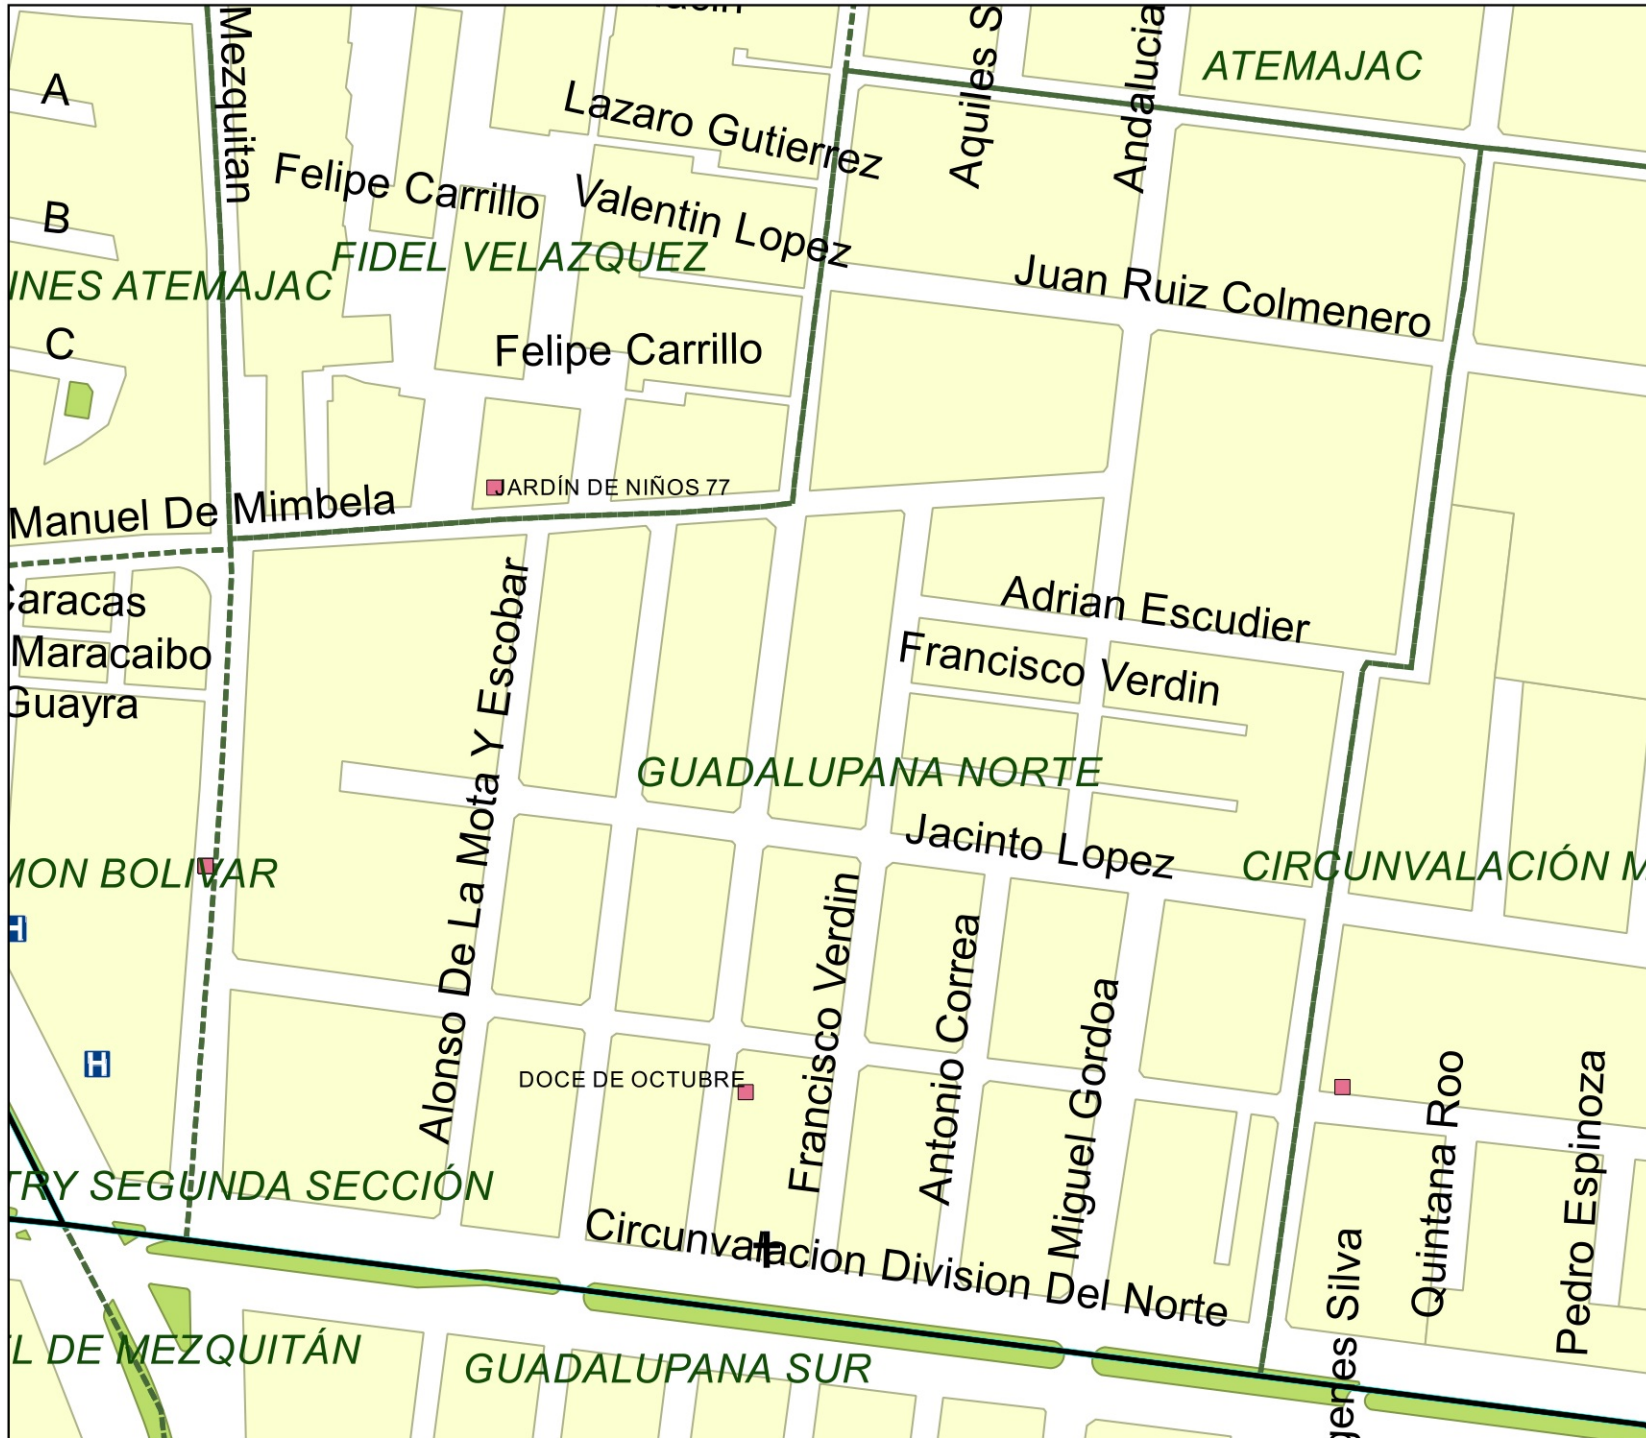 Mezquitan
Aquiles S
Andalucia
ATEMAJAC
A
Lazaro Gutierrez
Felipe Carrillo
Valentin Lopez
B
FIDEL VELAZQUEZ
INES ATEMAJAC
Juan Ruiz Colmenero
C
Felipe Carrillo
JARDÍN DE NIÑOS 77
Manuel De Mimbela
Caracas
Adrian Escudier
Maracaibo
Francisco Verdin
Guayra
Alonso De La Mota Y Escobar
GUADALUPANA NORTE
Jacinto Lopez
MON BOLIVAR
CIRCUNVALACIÓN M
H
Francisco Verdin
Antonio Correa
Miguel Gordoa
H
DOCE DE OCTUBRE
Quintana Roo
Pedro Espinoza
TRY SEGUNDA SECCIÓN
Circunvalacion Division Del Norte
genes Silva
L DE MEZQUITÁN
GUADALUPANA SUR